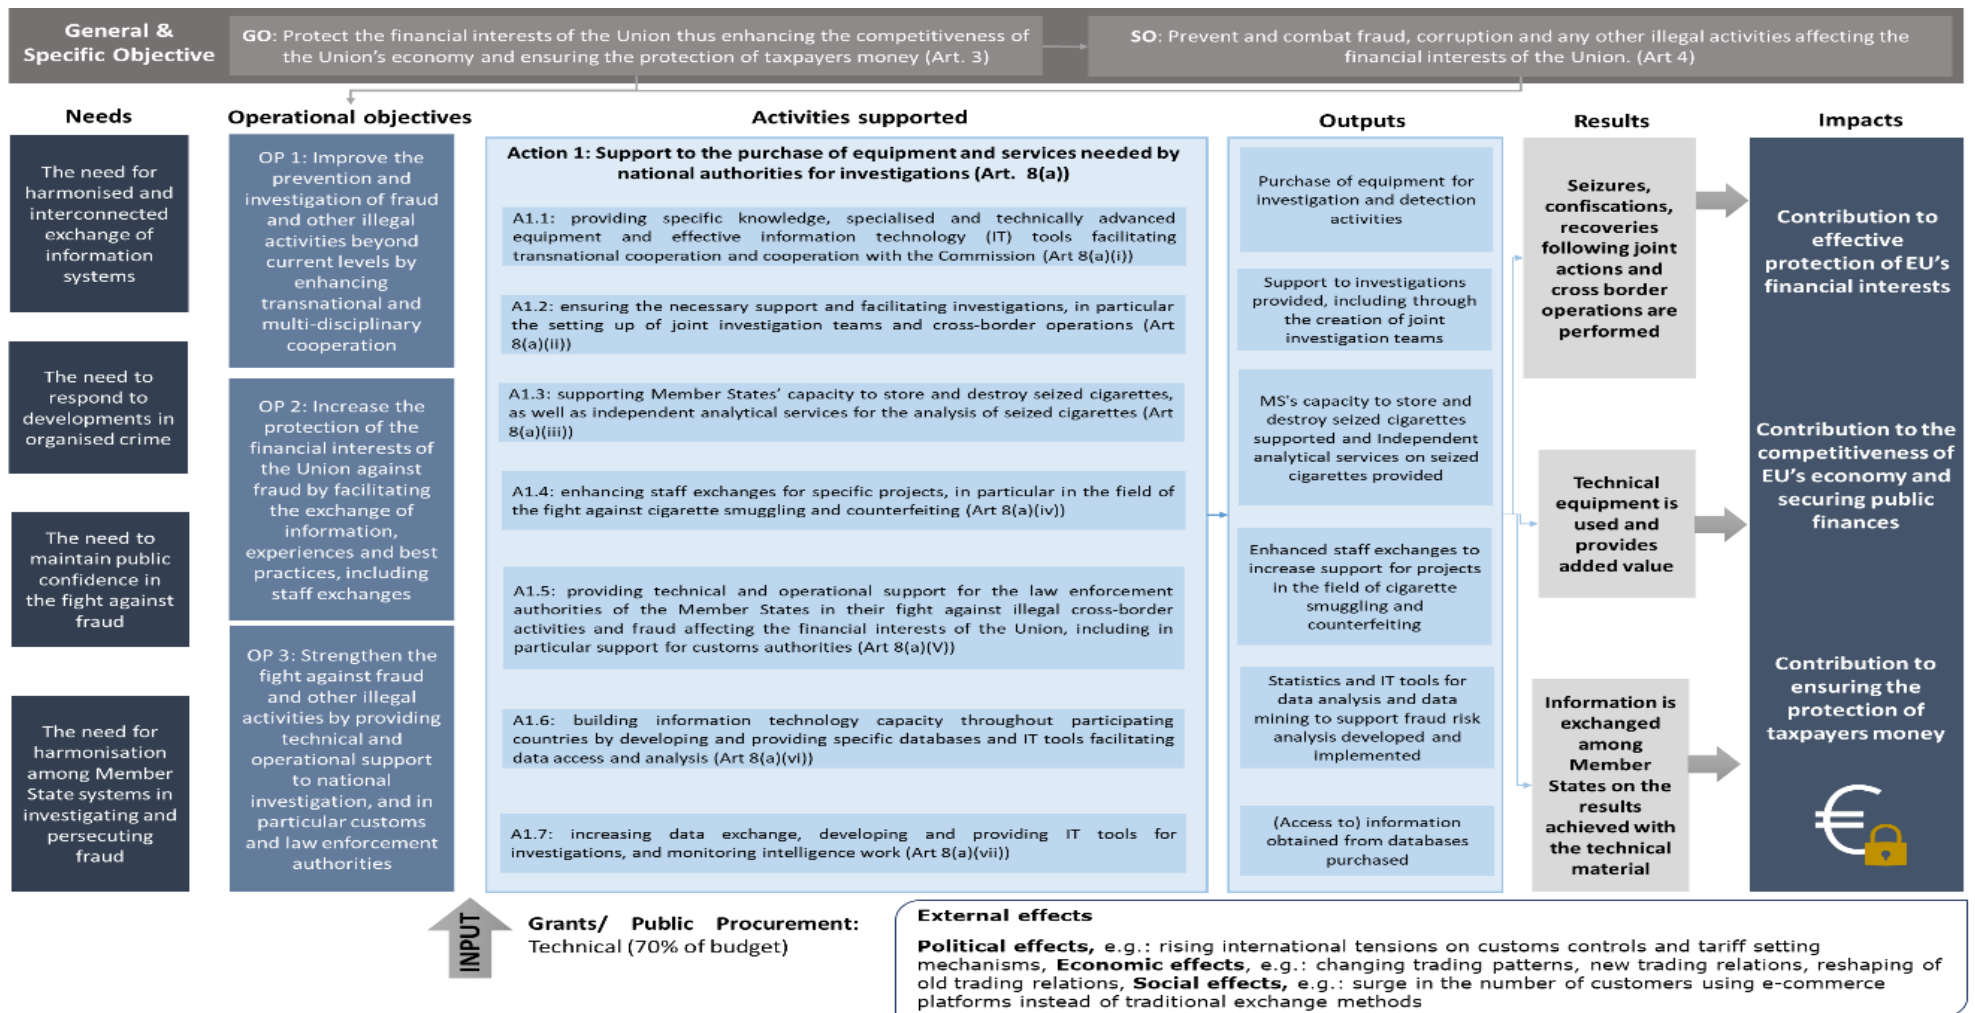 General &
Specific Objective
GO: Protect the financial interests of the Union thus enhancing the competitiveness of
the Union's economy and ensuring the protection of taxpayers money (Art. 3)
SO: Prevent and combat fraud, corruption and any other illegal activities affecting the
financial interests of the Union. (Art 4)
Needs
The need for
harmonised and
interconnected
exchange of
information
systems
The need to
respond to
developments in
organised crime
The need to
maintain public
confidence in
the fight against
fraud
The need for
harmonisation
among Member
State systems in
investigating and
persecuting
fraud
Operational objectives
OP 1: Improve the
prevention and
investigation of fraud
and other illegal
activities beyond
current levels by
enhancing
transnational and
multi-disciplinary
cooperation
OP 2: Increase the
protection of the
financial interests of
the Union against
fraud by facilitating
the exchange of
information,
experiences and best
practices, including
staff exchanges
OP 3: Strengthen the
fight against fraud
and other illegal
activities by providing
technical and
operational support
to national
investigation, and in
particular customs
and law enforcement
authorities
Activities supported
Action 1: Support to the purchase of equipment and services needed by
national authorities for investigations (Art. 8(a))
A1.1: providing specific knowledge, specialised and technically advanced
equipment and effective information technology (IT) tools facilitating
transnational cooperation and cooperation with the Commission (Art 8(a)(i))
A1.2: ensuring the necessary support and facilitating investigations, in particular
the setting up of joint investigation teams and cross-border operations (Art
8(a)(ii))
A1.3: supporting Member States' capacity to store and destroy seized cigarettes,
as well as independent analytical services for the analysis of seized cigarettes (Art
8(a)(iii))
A1.4: enhancing staff exchanges for specific projects, in particular in the field of
the fight against cigarette smuggling and counterfeiting (Art 8(a)(iv))
A1.5: providing technical and operational support for the law enforcement
authorities of the Member States in their fight against illegal cross-border
activities and fraud affecting the financial interests of the Union, including in
particular support for customs authorities (Art 8(a)(V))
A1.6: building information technology capacity throughout participating
countries by developing and providing specific databases and IT tools facilitating
data access and analysis (Art 8(a)(vi))
A1.7: increasing data exchange, developing and providing IT tools for
investigations, and monitoring intelligence work (Art 8(a)(vii))
Outputs
Purchase of equipment for
investigation and detection
activities
Support to investigations
provided, including through
the creation of joint
investigation teams
MS's capacity to store and
destroy seized cigarettes
supported and Independent
analytical services on seized
cigarettes provided
Enhanced staff exchanges to
increase support for projects
in the field of cigarette
smuggling and
counterfeiting
Statistics and IT tools for
data analysis and data
mining to support fraud risk
analysis developed and
implemented
(Access to) information
obtained from databases
purchased
Results
Seizures,
confiscations,
recoveries
following joint
actions and
cross border
operations are
performed
Technical
equipment is
used and
provides
added value
Information is
exchanged
among
Member
States on the
results
achieved with
the technical
material
Impacts
Contribution to
effective
protection of EU's
financial interests
Contribution to the
competitiveness of
EU's economy and
securing public
finances
Contribution to
ensuring the
protection of
taxpayers money
€
INPUT
Grants/ Public Procurement:
Technical (70% of budget)
External effects
Political effects, e.g.: rising international tensions on customs controls and tariff setting
mechanisms, Economic effects, e.g.: changing trading patterns, new trading relations, reshaping of
old trading relations, Social effects, e.g.: surge in the number of customers using e-commerce
platforms instead of traditional exchange methods